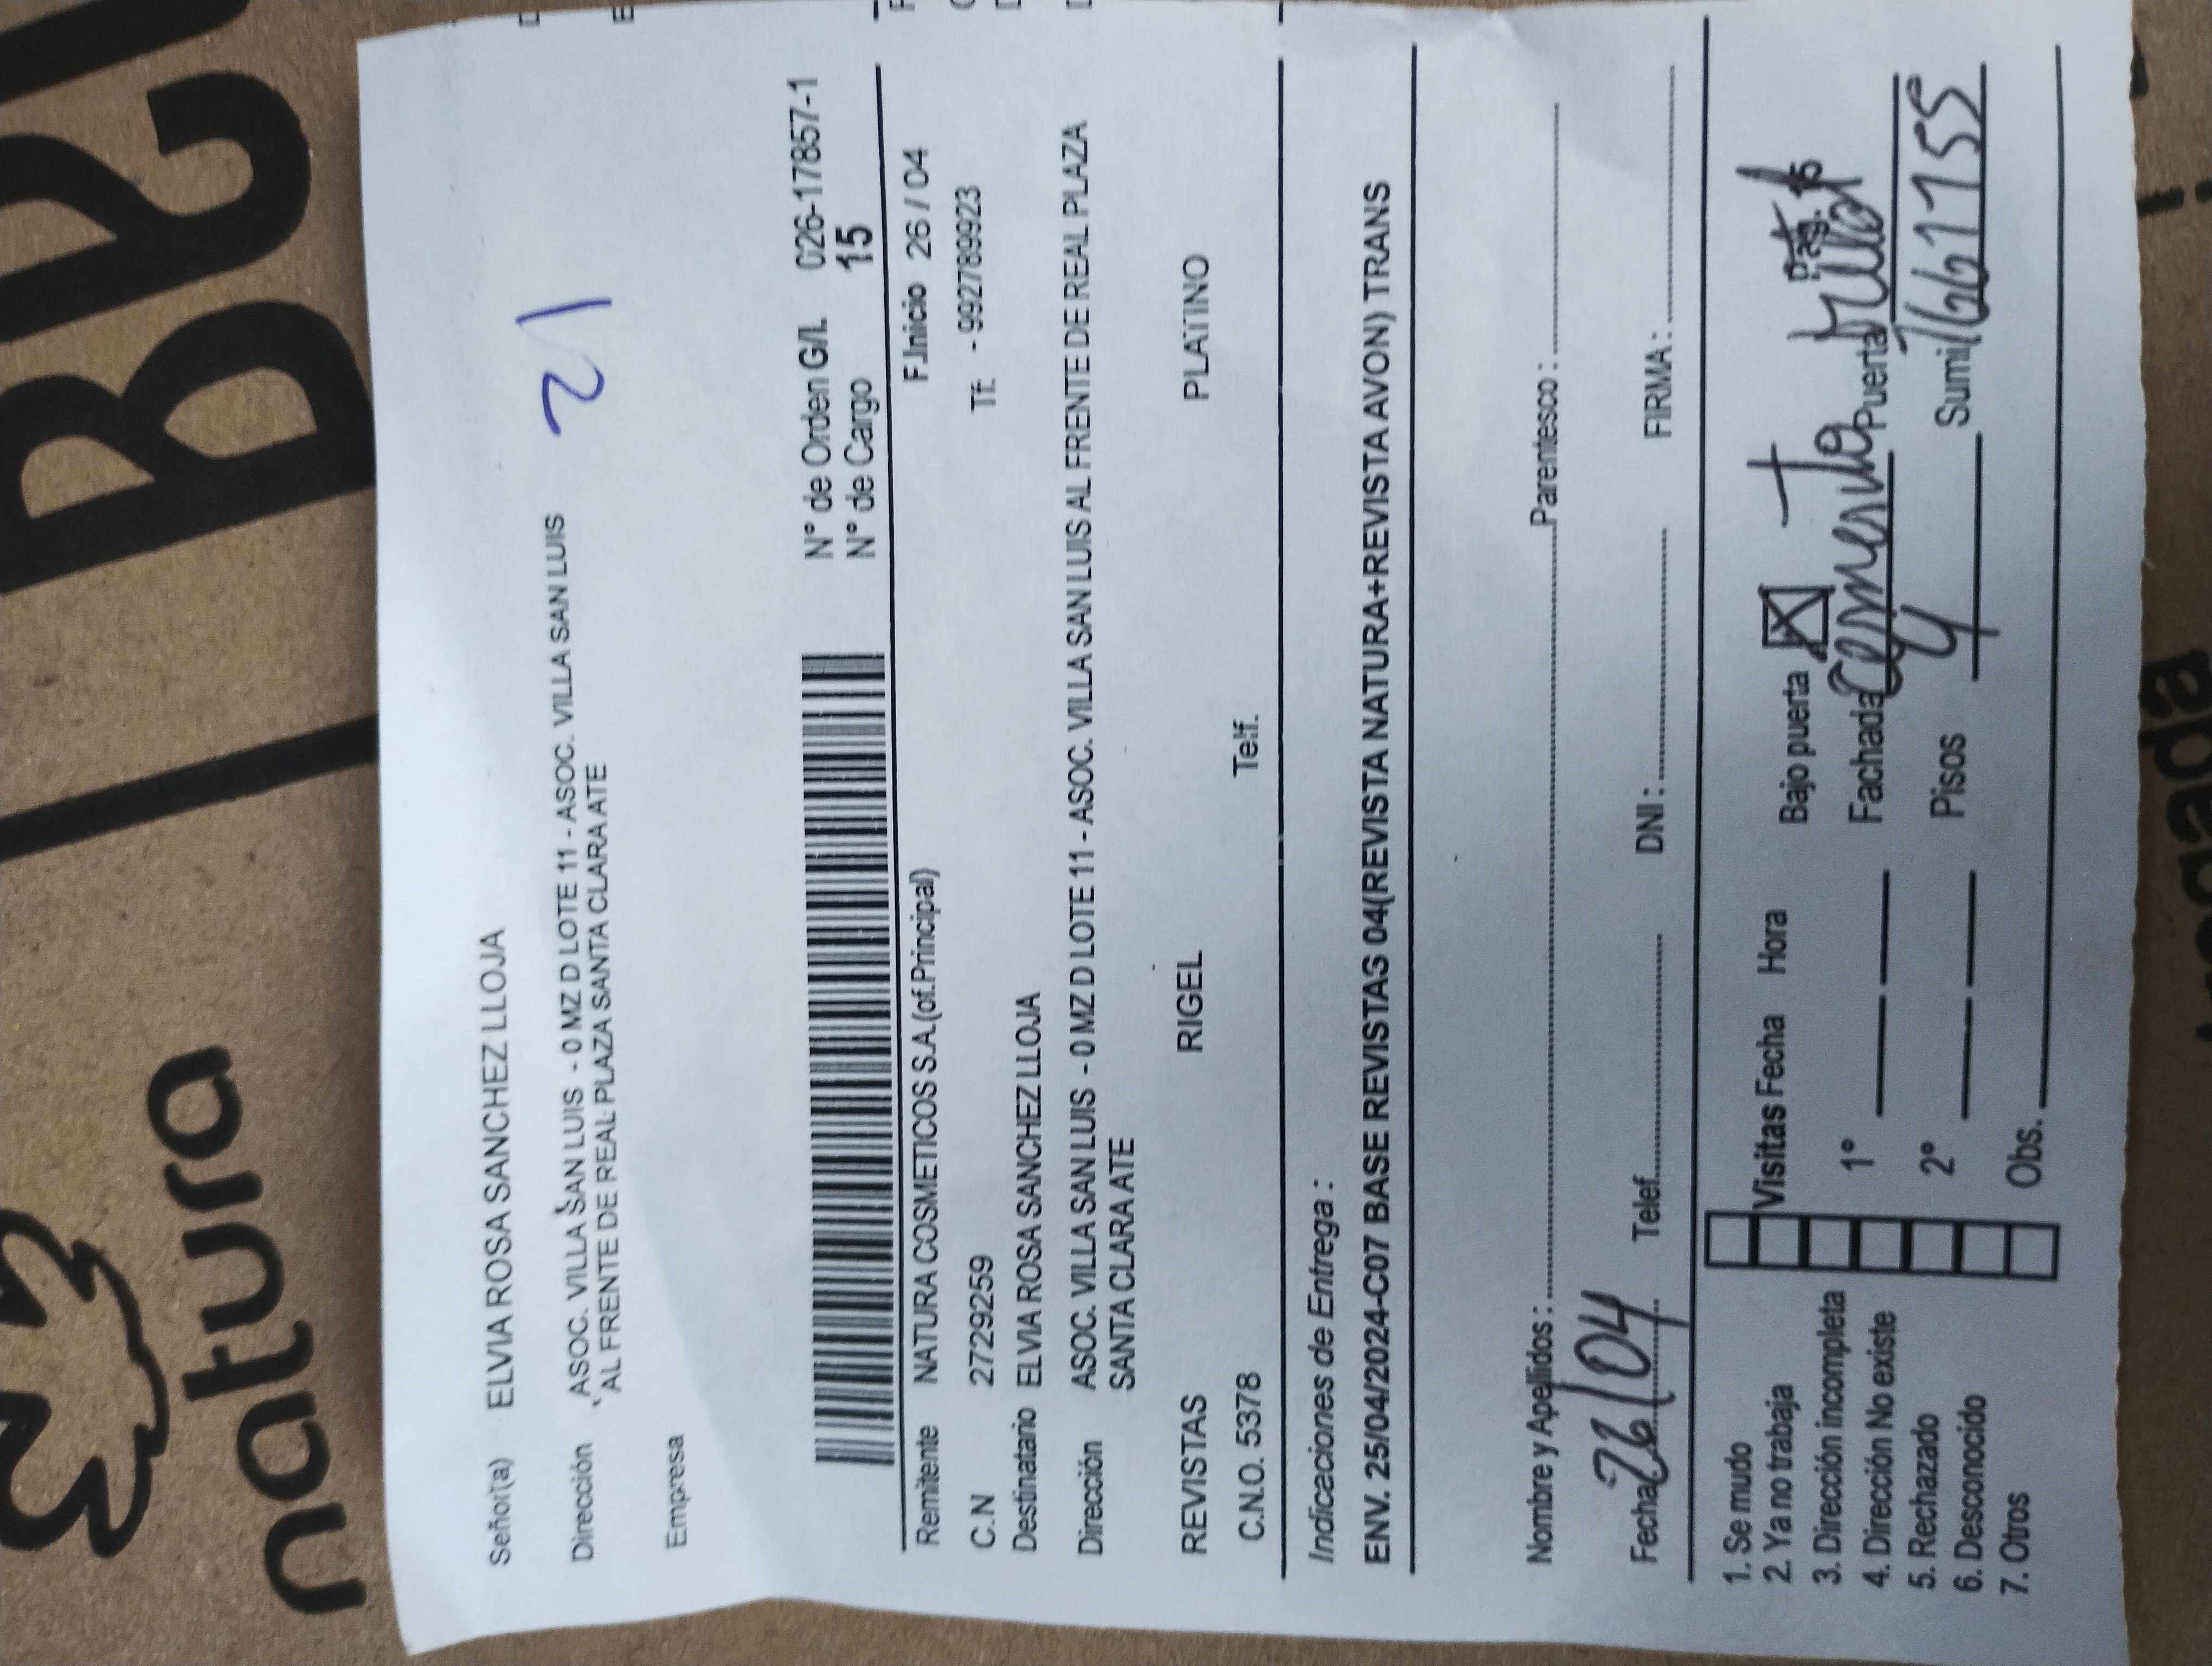 natura
Señor(a) ELVIA ROSA SANCHEZ LLOJA
21
Dirección ASOC. VILLA SAN LUIS - 0 MZ D LOTE 11 - ASOC. VILLA SAN LUIS
AL FRENTE DE REAL PLAZA SANTA CLARA ATE
Empresa
N° de Orden G/L 026-17857-1
N° de Cargo 15
Remitente NATURA COSMETICOS S.A.(of.Principal) F.Inicio 26 / 04
C.N 2729259 Tf: - 992789923
Destinatario ELVIA ROSA SANCHEZ LLOJA
Dirección ASOC. VILLA SAN LUIS - 0 MZ D LOTE 11 - ASOC. VILLA SAN LUIS AL FRENTE DE REAL PLAZA
SANTA CLARA ATE
REVISTAS RIGEL PLATINO
C.N.O. 5378 Telf.
Indicaciones de Entrega :
ENV. 25/04/2024-C07 BASE REVISTAS 04(REVISTA NATURA+REVISTA AVON) TRANS
Nombre y Apellidos : Parentesco :
Fecha 26/04 Telef. DNI : FIRMA :
1. Se mudo
2. Ya no trabaja
3. Dirección incompleta
4. Dirección No existe
5. Rechazado
6. Desconocido
7. Otros
Visitas Fecha Hora
1°
2°
Obs.
Bajo puerta X Pag. 15
Fachada Cemento Puerta Metal
Pisos 4 Sumi 1661755